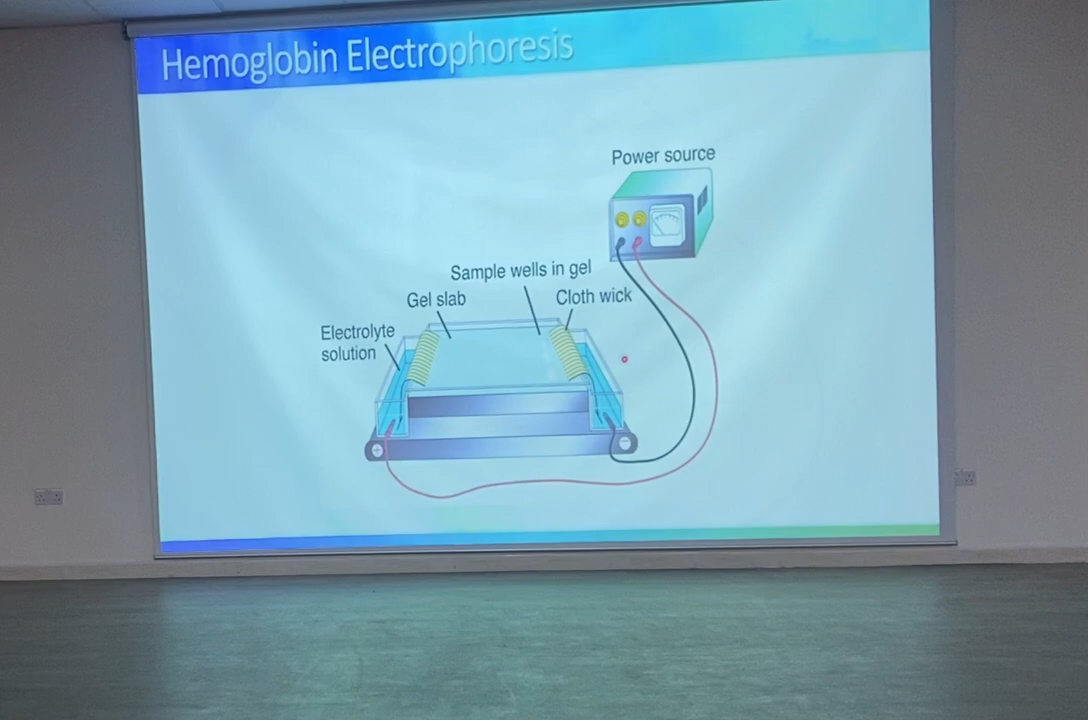 Hemoglobin Electrophoresis
Power source
Sample wells in gel
Gel slab
Cloth wick
Electrolyte
solution